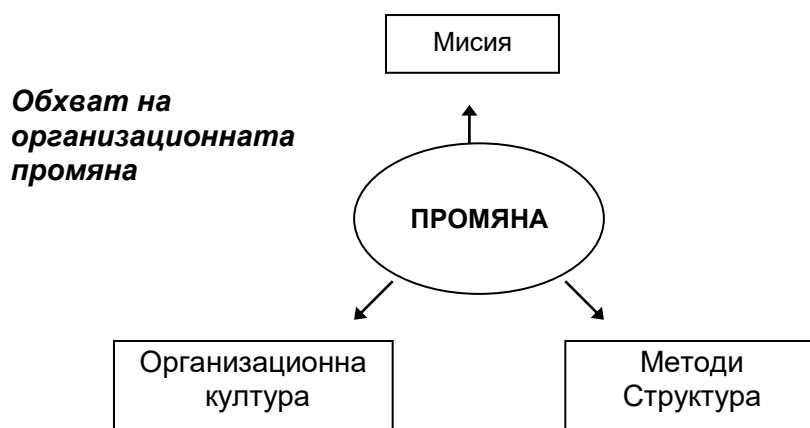 Мисия
Обхват на
организационната
промяна
ПРОМЯНА
Организационна
култура
Методи
Структура